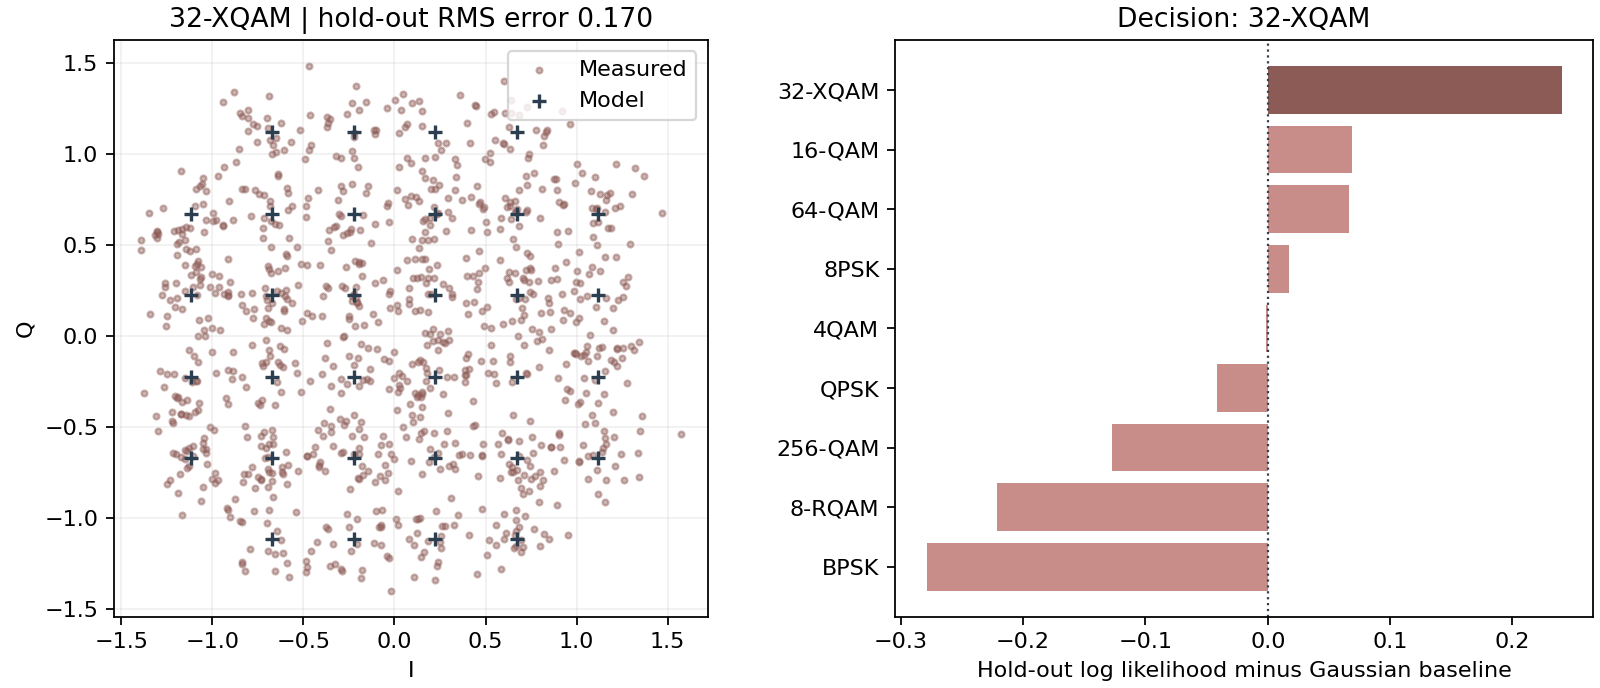 32-XQAM | hold-out RMS error 0.170
Measured
Model
1.5
1.0
0.5
0.0
−0.5
−1.0
−1.5
Q
−1.5 −1.0 −0.5 0.0 0.5 1.0 1.5
I
Decision: 32-XQAM
32-XQAM
16-QAM
64-QAM
8PSK
4QAM
QPSK
256-QAM
8-RQAM
BPSK
−0.3 −0.2 −0.1 0.0 0.1 0.2
Hold-out log likelihood minus Gaussian baseline